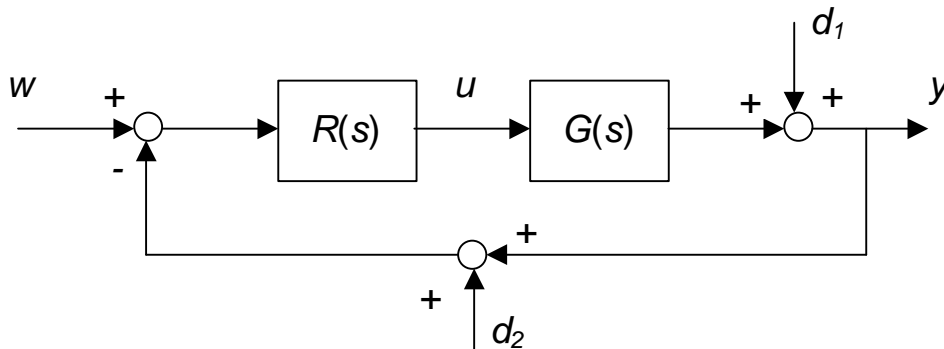 d1
w + u + + y
R(s) G(s)
-
+
+
d2